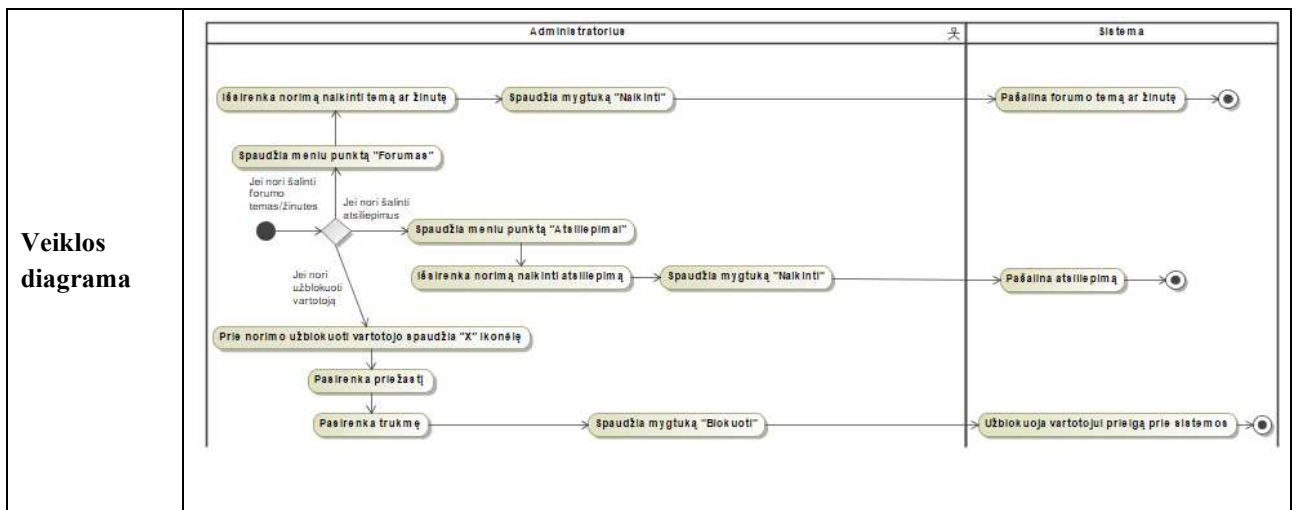 Veiklos
diagrama
Administratorius
Sistema
Išsirenka norimą naikinti temą ar žinutę
Spaudžia mygtuką "Naikinti"
Pašalina forumo temą ar žinutę
Spaudžia meniu punktą "Forumas"
Jei nori šalinti
forumo
temas/žinutes
Jei nori šalinti
atsiliepimus
Spaudžia meniu punktą "Atsiliepimai"
Išsirenka norimą naikinti atsiliepimą
Spaudžia mygtuką "Naikinti"
Pašalina atsiliepimą
Jei nori
užblokuoti
vartotoją
Prie norimo užblokuoti vartotojo spaudžia "X" ikonėlę
Pasirenka priežastį
Pasirenka trukmę
Spaudžia mygtuką "Blokuoti"
Užblokuoja vartotojui prieigą prie sistemos